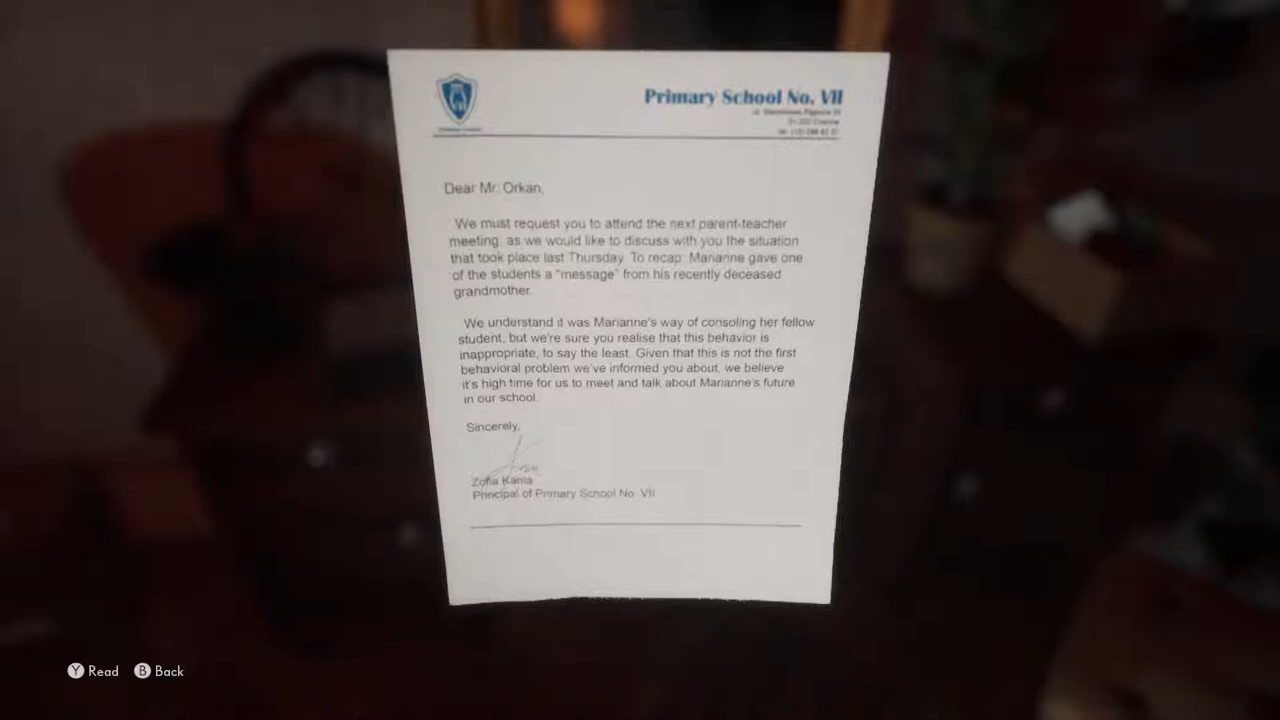 Primary School No. VII
Dear Mr. Orkan,
We must request you to attend the next parent-teacher
meeting, as we would like to discuss with you the situation
that took place last Thursday. To recap: Marianne gave one
of the students a "message" from his recently deceased
grandmother.
We understand it was Marianne's way of consoling her fellow
student, but we're sure you realise that this behavior is
inappropriate, to say the least. Given that this is not the first
behavioral problem we've informed you about, we believe
it's high time for us to meet and talk about Marianne's future
in our school.
Sincerely,
Zofia Kania
Principal of Primary School No. VII
Y Read B Back